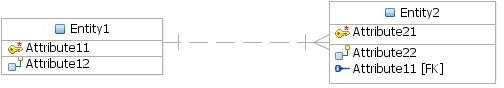 Entity1
Attribute11
Attribute12
Entity2
Attribute21
Attribute22
Attribute11 [FK]